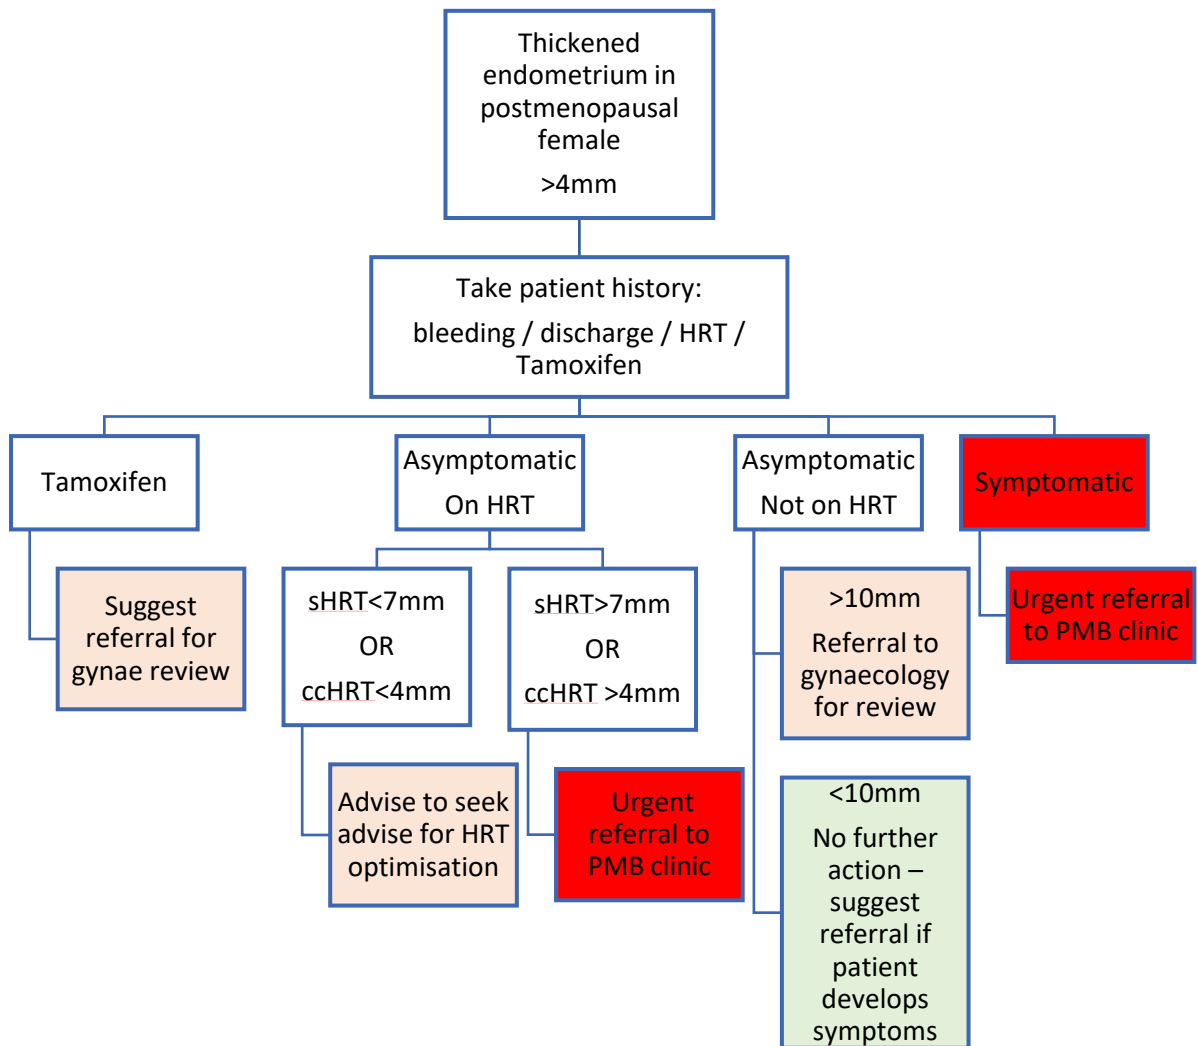 Thickened
endometrium in
postmenopausal
female
>4mm
Take patient history:
bleeding / discharge / HRT /
Tamoxifen
Tamoxifen
Suggest
referral for
gynae review
Asymptomatic
On HRT
sHRT<7mm
OR
ccHRT<4mm
Advise to seek
advise for HRT
optimisation
sHRT>7mm
OR
ccHRT >4mm
Urgent
referral to
PMB clinic
Asymptomatic
Not on HRT
>10mm
Referral to
gynaecology
for review
<10mm
No further
action –
suggest
referral if
patient
develops
symptoms
Symptomatic
Urgent referral
to PMB clinic